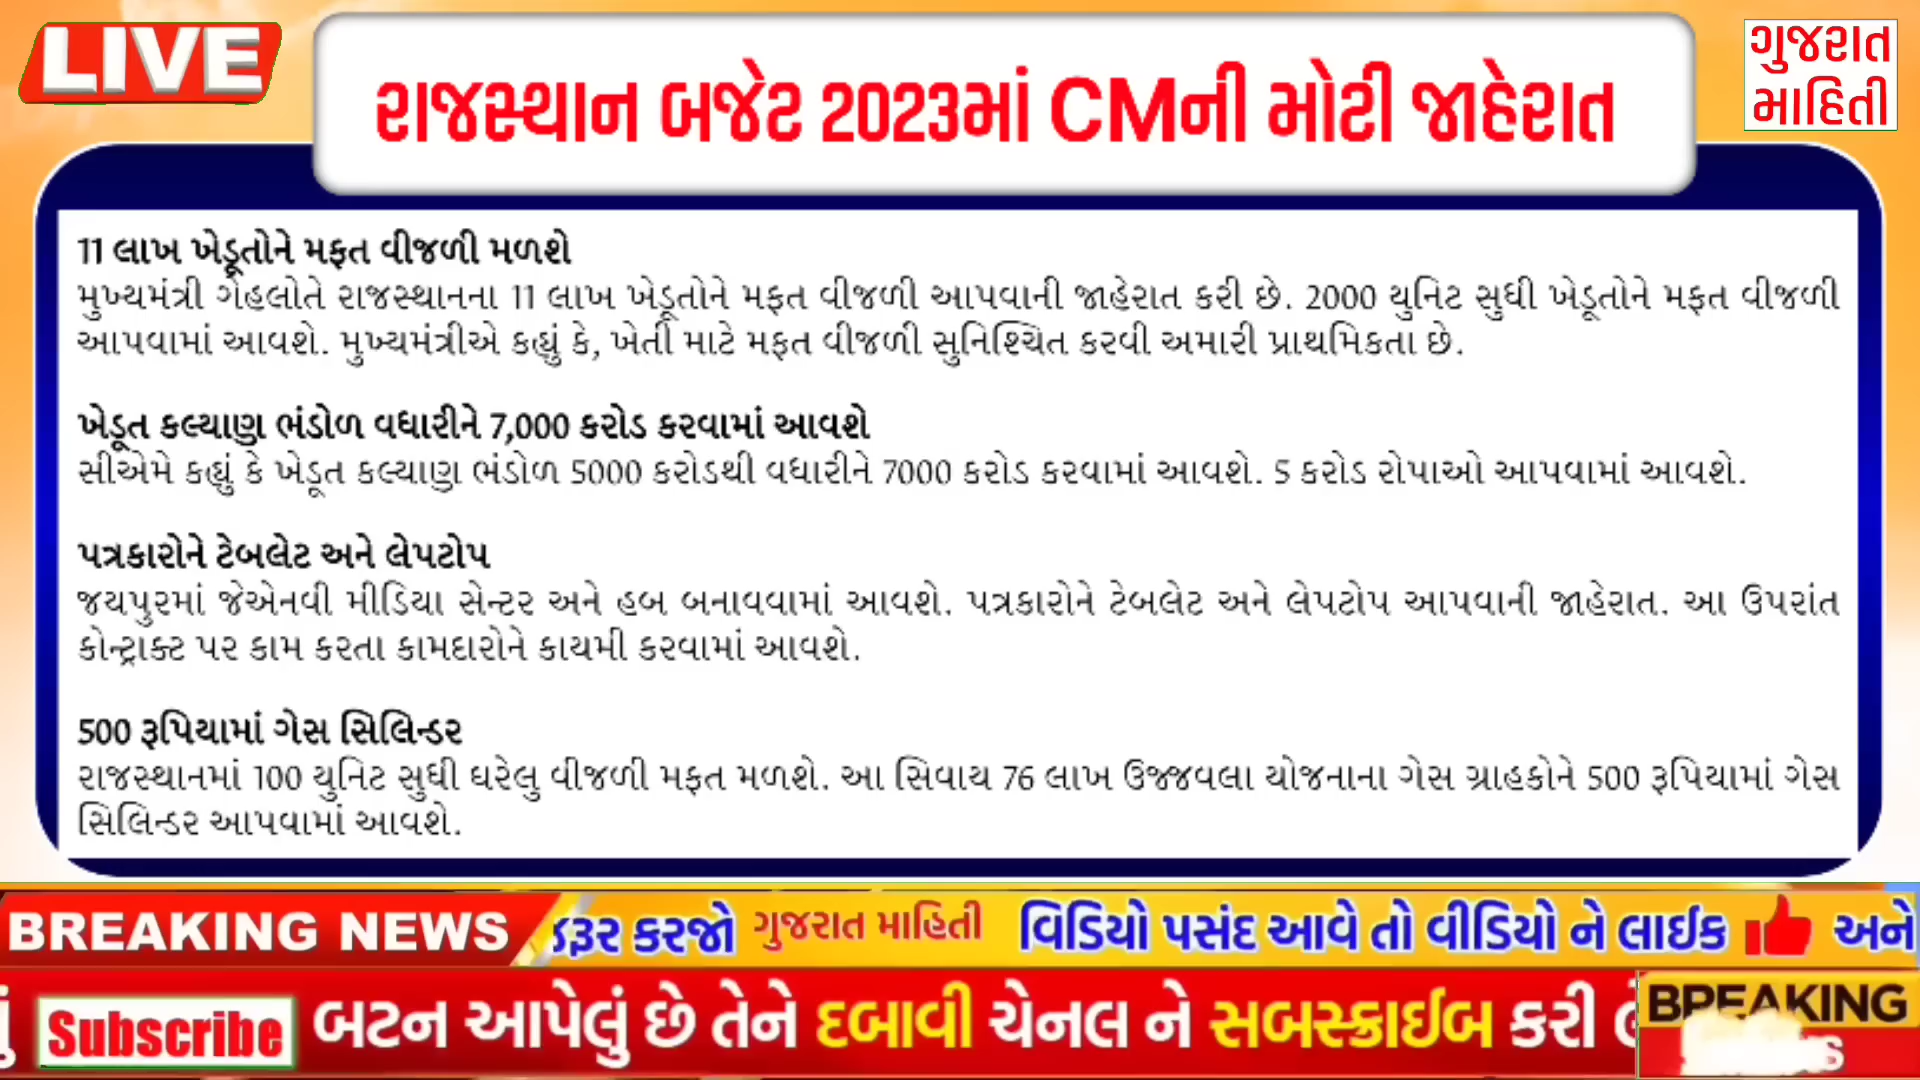 LIVE
રાજસ્થાન બજેટ 2023માં CMની મોટી જાહેરાત
ગુજરાત
માહિતી
11 લાખ ખેડૂતોને મફત વીજળી મળશે
મુખ્યમંત્રી ગેહલોતે રાજસ્થાનના 11 લાખ ખેડૂતોને મફત વીજળી આપવાની જાહેરાત કરી છે. 2000 યુનિટ સુધી ખેડૂતોને મફત વીજળી
આપવામાં આવશે. મુખ્યમંત્રીએ કહ્યું કે, ખેતી માટે મફત વીજળી સુનિશ્ચિત કરવી અમારી પ્રાથમિકતા છે.
ખેડૂત કલ્યાણ ભંડોળ વધારીને 7,000 કરોડ કરવામાં આવશે
સીએમે કહ્યું કે ખેડૂત કલ્યાણ ભંડોળ 5000 કરોડથી વધારીને 7000 કરોડ કરવામાં આવશે. 5 કરોડ રોપાઓ આપવામાં આવશે.
પત્રકારોને ટેબલેટ અને લેપટોપ
જયપુરમાં જેએનવી મીડિયા સેન્ટર અને હબ બનાવવામાં આવશે. પત્રકારોને ટેબલેટ અને લેપટોપ આપવાની જાહેરાત. આ ઉપરાંત
કોન્ટ્રાક્ટ પર કામ કરતા કામદારોને કાયમી કરવામાં આવશે.
500 રૂપિયામાં ગેસ સિલિન્ડર
રાજસ્થાનમાં 100 યુનિટ સુધી ઘરેલુ વીજળી મફત મળશે. આ સિવાય 76 લાખ ઉજ્જવલા યોજનાના ગેસ ગ્રાહકોને 500 રૂપિયામાં ગેસ
સિલિન્ડર આપવામાં આવશે.
BREAKING NEWS કરજો ગુજરાત માહિતી વિડિયો પસંદ આવે તો વીડિયો ને લાઈક અને
Subscribe બટન આપેલું છે તેને દબાવી ચેનલ ને સબસ્ક્રાઈબ કરી BREAKING